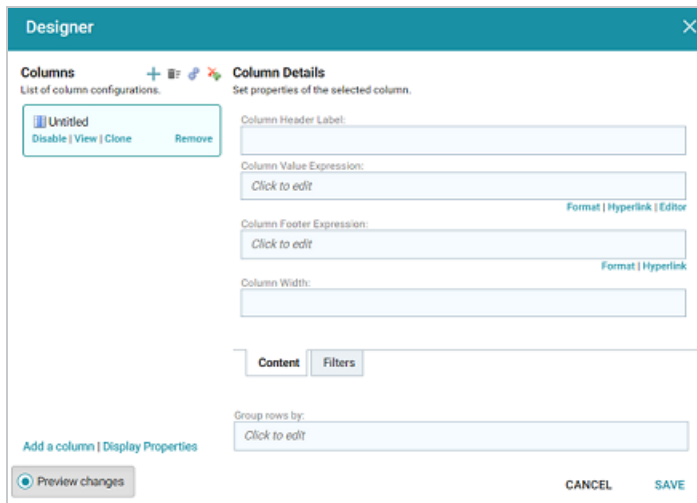 Designer
Columns
List of column configurations.
Untitled
Disable | View | Clone Remove
Add a column | Display Properties
Preview changes
Column Details
Set properties of the selected column.
Column Header Label:
Column Value Expression:
Click to edit
Format | Hyperlink | Editor
Column Footer Expression:
Click to edit
Format | Hyperlink
Column Width:
Content Filters
Group rows by:
Click to edit
CANCEL SAVE